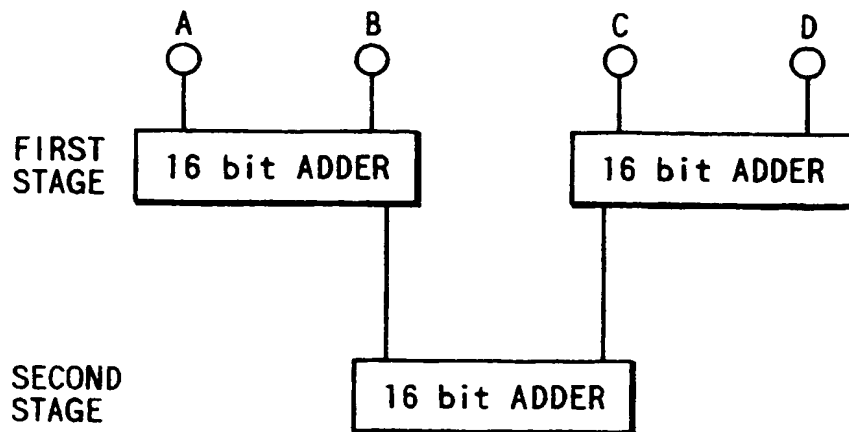 A B C D
FIRST
STAGE
16 bit ADDER
16 bit ADDER
SECOND
STAGE
16 bit ADDER